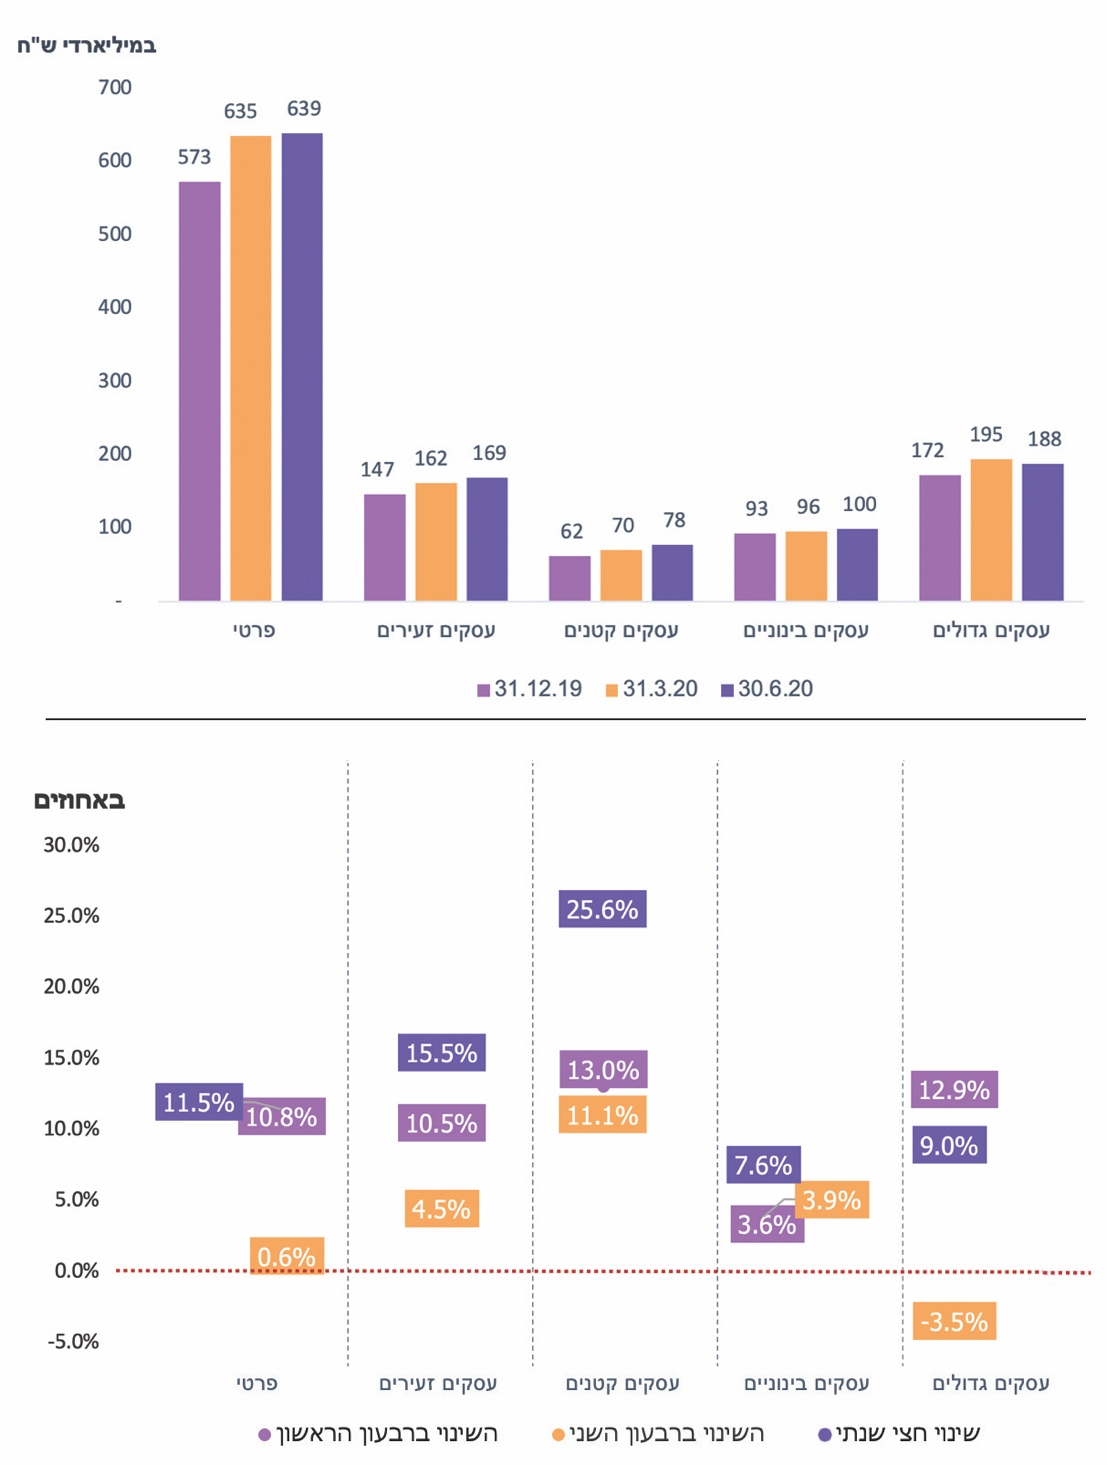 במיליארדי ש"ח
700
600
500
400
300
200
100
-
573 635 639
147 162 169
62 70 78
93 96 100
172 195 188
פרטי עסקים זעירים עסקים קטנים עסקים בינוניים עסקים גדולים
31.12.19 31.3.20 30.6.20
באחוזים
30.0%
25.0%
20.0%
15.0%
10.0%
5.0%
0.0%
-5.0%
11.5% 10.8% 0.6%
15.5% 10.5% 4.5%
25.6% 13.0% 11.1%
7.6% 3.9% 3.6%
12.9% 9.0% -3.5%
פרטי עסקים זעירים עסקים קטנים עסקים בינוניים עסקים גדולים
השינוי ברבעון הראשון השינוי ברבעון השני שינוי חצי שנתי